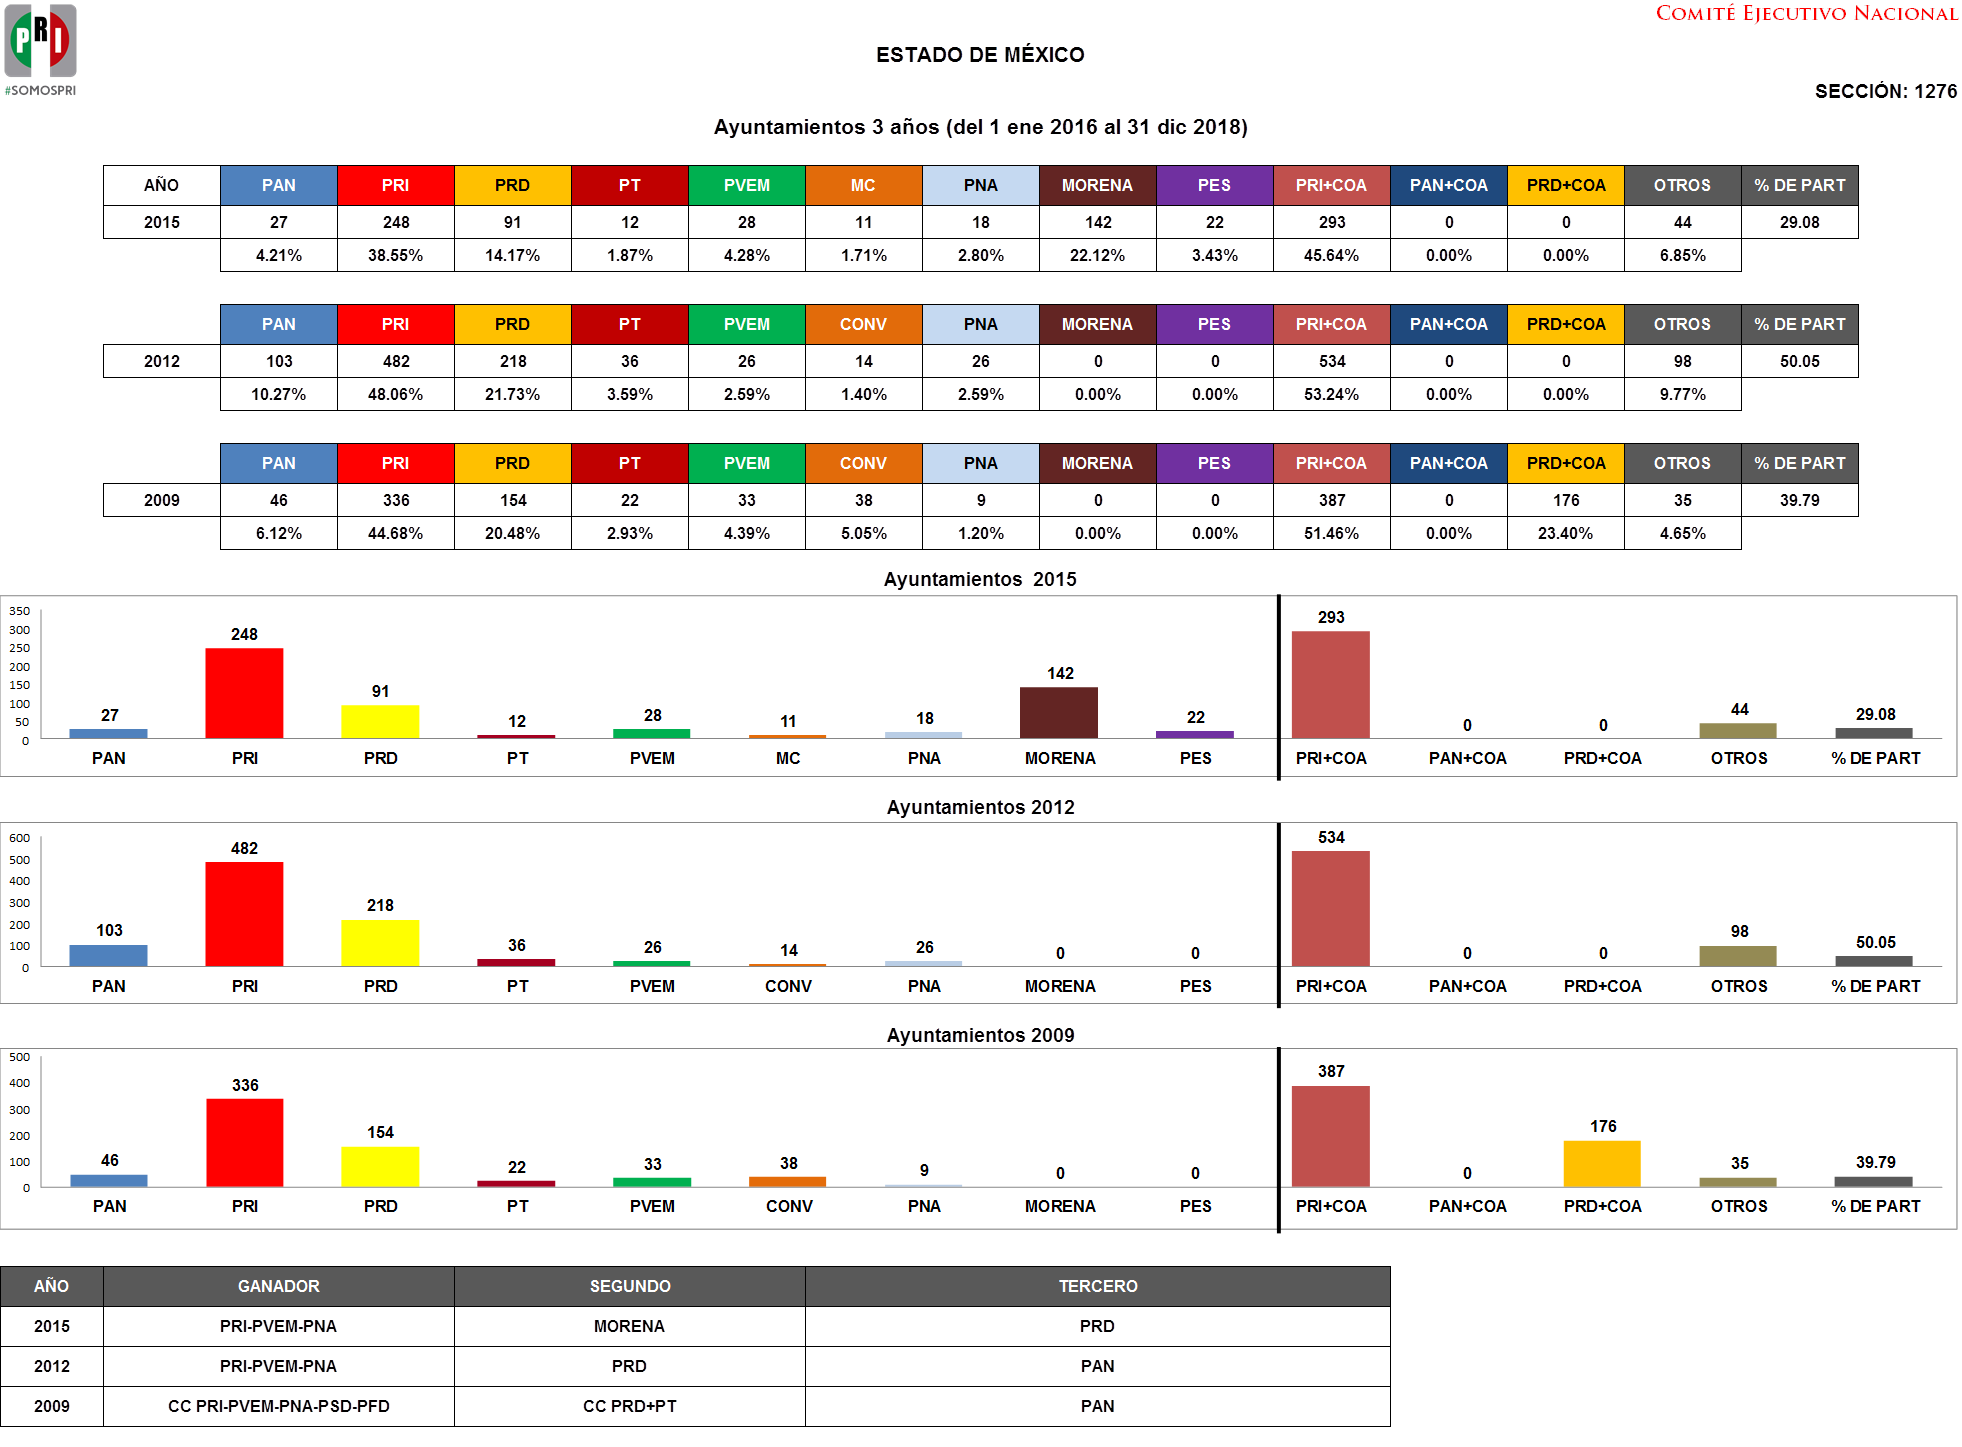 PRI
#SOMOSPRI
COMITÉ EJECUTIVO NACIONAL
ESTADO DE MÉXICO
SECCIÓN: 1276
Ayuntamientos 3 años (del 1 ene 2016 al 31 dic 2018)
AÑO PAN PRI PRD PT PVEM MC PNA MORENA PES PRI+COA PAN+COA PRD+COA OTROS % DE PART
2015 27 248 91 12 28 11 18 142 22 293 0 0 44 29.08
4.21% 38.55% 14.17% 1.87% 4.28% 1.71% 2.80% 22.12% 3.43% 45.64% 0.00% 0.00% 6.85%
PAN PRI PRD PT PVEM CONV PNA MORENA PES PRI+COA PAN+COA PRD+COA OTROS % DE PART
2012 103 482 218 36 26 14 26 0 0 534 0 0 98 50.05
10.27% 48.06% 21.73% 3.59% 2.59% 1.40% 2.59% 0.00% 0.00% 53.24% 0.00% 0.00% 9.77%
PAN PRI PRD PT PVEM CONV PNA MORENA PES PRI+COA PAN+COA PRD+COA OTROS % DE PART
2009 46 336 154 22 33 38 9 0 0 387 0 176 35 39.79
6.12% 44.68% 20.48% 2.93% 4.39% 5.05% 1.20% 0.00% 0.00% 51.46% 0.00% 23.40% 4.65%
Ayuntamientos 2015
350
300
250
200
150
100
50
0
27 248 91 12 28 11 18 142 22 293 0 0 44 29.08
PAN PRI PRD PT PVEM MC PNA MORENA PES PRI+COA PAN+COA PRD+COA OTROS % DE PART
Ayuntamientos 2012
600
500
400
300
200
100
0
103 482 218 36 26 14 26 0 0 534 0 0 98 50.05
PAN PRI PRD PT PVEM CONV PNA MORENA PES PRI+COA PAN+COA PRD+COA OTROS % DE PART
Ayuntamientos 2009
500
400
300
200
100
0
46 336 154 22 33 38 9 0 0 387 0 176 35 39.79
PAN PRI PRD PT PVEM CONV PNA MORENA PES PRI+COA PAN+COA PRD+COA OTROS % DE PART
AÑO GANADOR SEGUNDO TERCERO
2015 PRI-PVEM-PNA MORENA PRD
2012 PRI-PVEM-PNA PRD PAN
2009 CC PRI-PVEM-PNA-PSD-PFD CC PRD+PT PAN